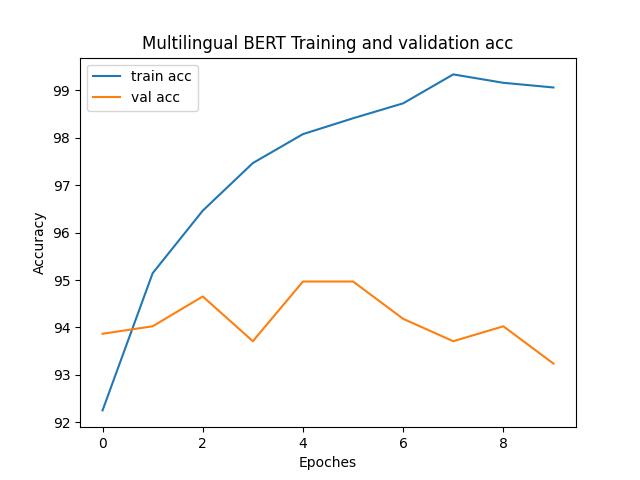 Multilingual BERT Training and validation acc
train acc
val acc
99
98
97
96
95
94
93
92
Accuracy
0 2 4 6 8
Epoches